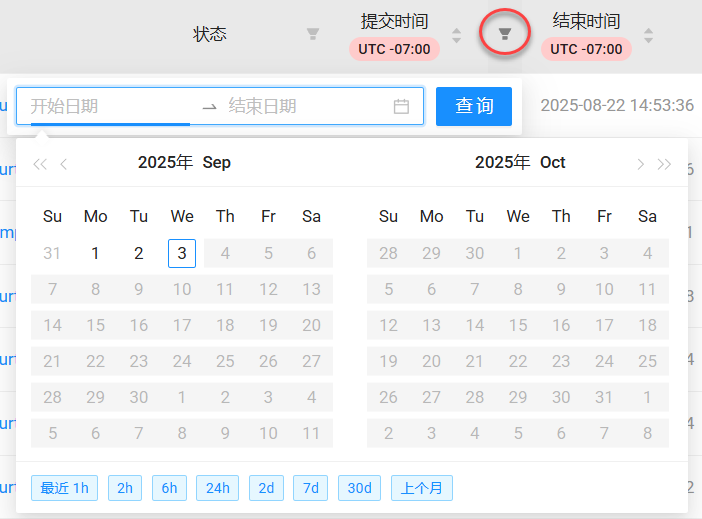 状态 提交时间 结束时间
UTC -07:00 UTC -07:00
开始日期 结束日期 查询 2025-08-22 14:53:36
2025年 Sep 2025年 Oct
Su Mo Tu We Th Fr Sa Su Mo Tu We Th Fr Sa
31 1 2 3 4 5 6 28 29 30 1 2 3 4
7 8 9 10 11 12 13 5 6 7 8 9 10 11
14 15 16 17 18 19 20 12 13 14 15 16 17 18
21 22 23 24 25 26 27 19 20 21 22 23 24 25
28 29 30 1 2 3 4 26 27 28 29 30 31 1
5 6 7 8 9 10 11 2 3 4 5 6 7 8
最近 1h 2h 6h 24h 2d 7d 30d 上个月